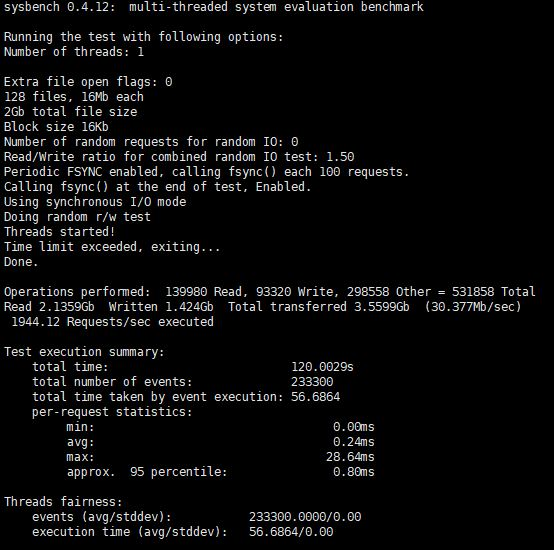 sysbench 0.4.12:  multi-threaded system evaluation benchmark
Running the test with following options:
Number of threads: 1
Extra file open flags: 0
128 files, 16Mb each
2Gb total file size
Block size 16Kb
Number of random requests for random IO: 0
Read/Write ratio for combined random IO test: 1.50
Periodic FSYNC enabled, calling fsync() each 100 requests.
Calling fsync() at the end of test, Enabled.
Using synchronous I/O mode
Doing random r/w test
Threads started!
Time limit exceeded, exiting...
Done.
Operations performed:  139980 Read, 93320 Write, 298558 Other = 531858 Total
Read 2.1359Gb  Written 1.424Gb  Total transferred 3.5599Gb  (30.377Mb/sec)
 1944.12 Requests/sec executed
Test execution summary:
    total time:                          120.0029s
    total number of events:              233300
    total time taken by event execution: 56.6864
    per-request statistics:
         min:                                  0.00ms
         avg:                                  0.24ms
         max:                                 28.64ms
         approx.  95 percentile:               0.80ms
Threads fairness:
    events (avg/stddev):           233300.0000/0.00
    execution time (avg/stddev):   56.6864/0.00